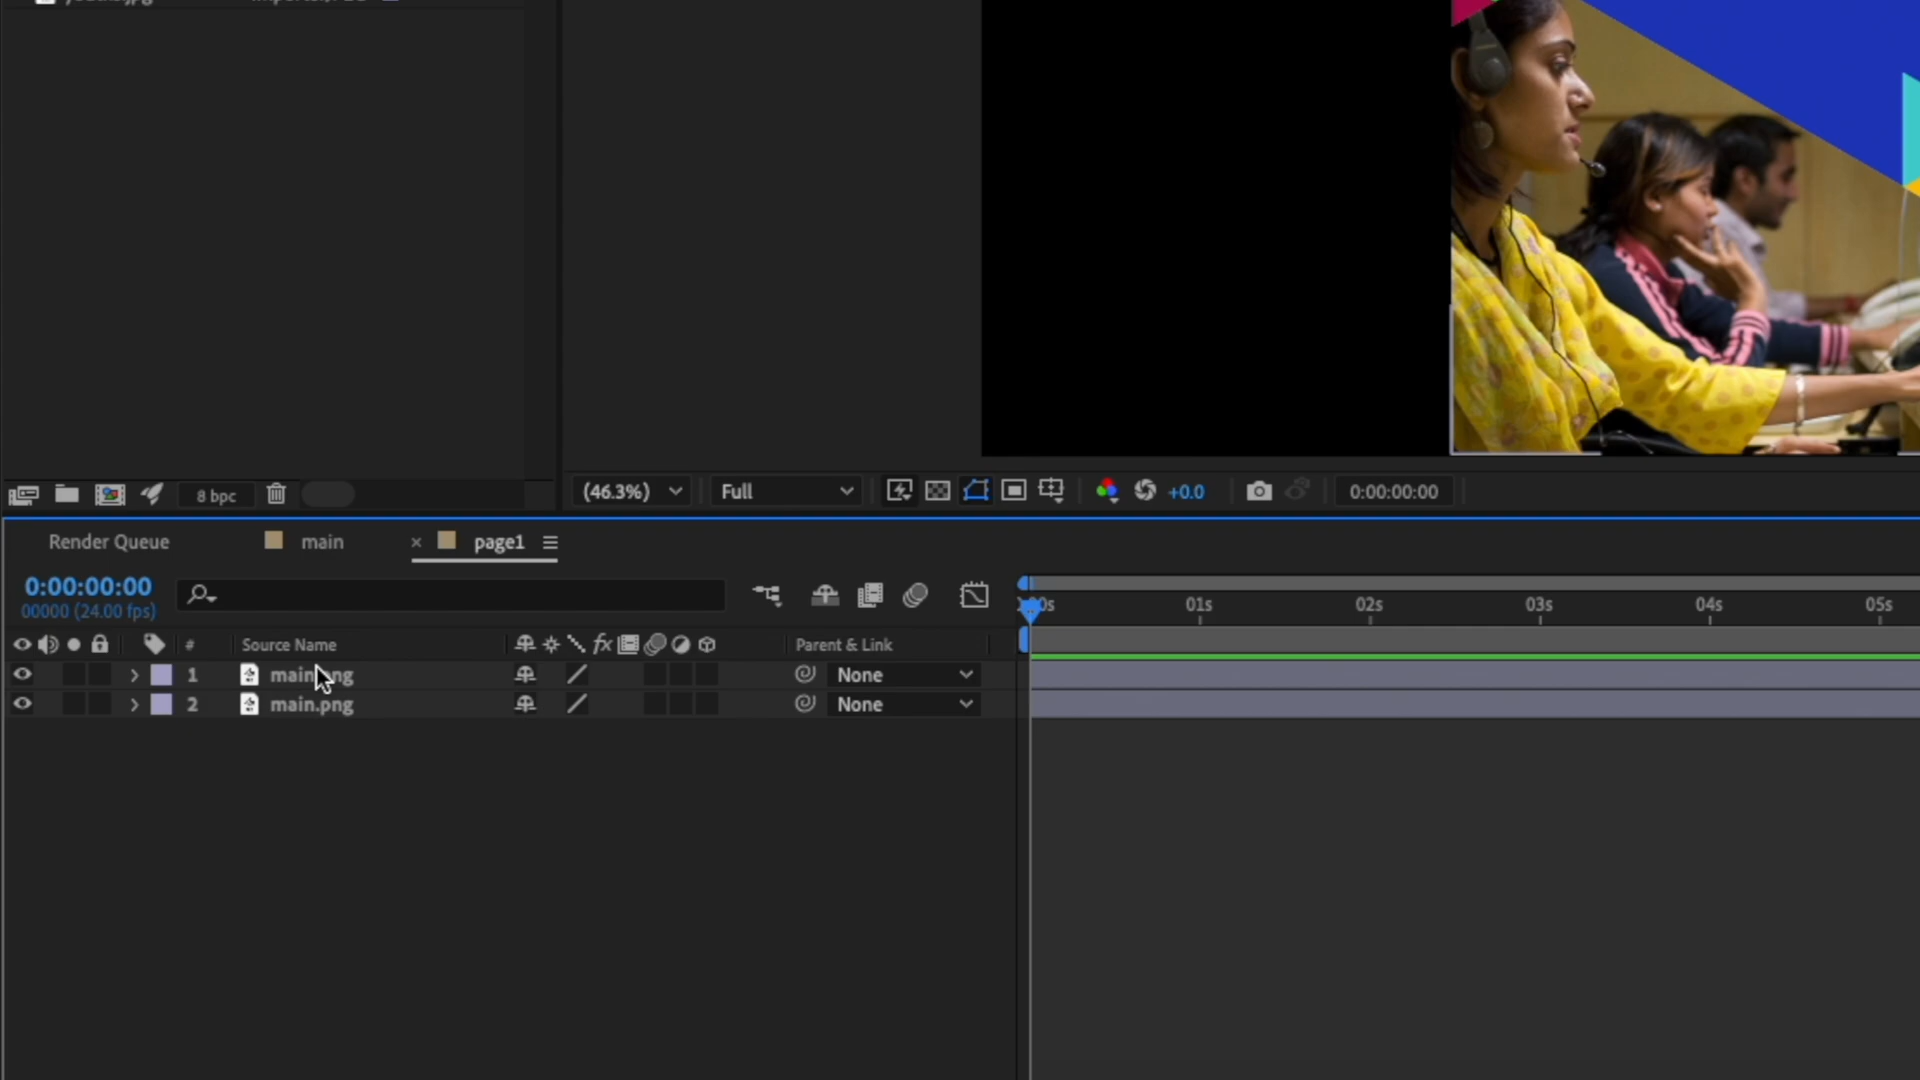 (46.3%) Full +0.0 0:00:00:00
8 bpc
Render Queue main × page1
0:00:00:00
00000 (24.00 fps)
01s 02s 03s 04s 05s
# Source Name fx Parent & Link
1 main.png None
2 main.png None